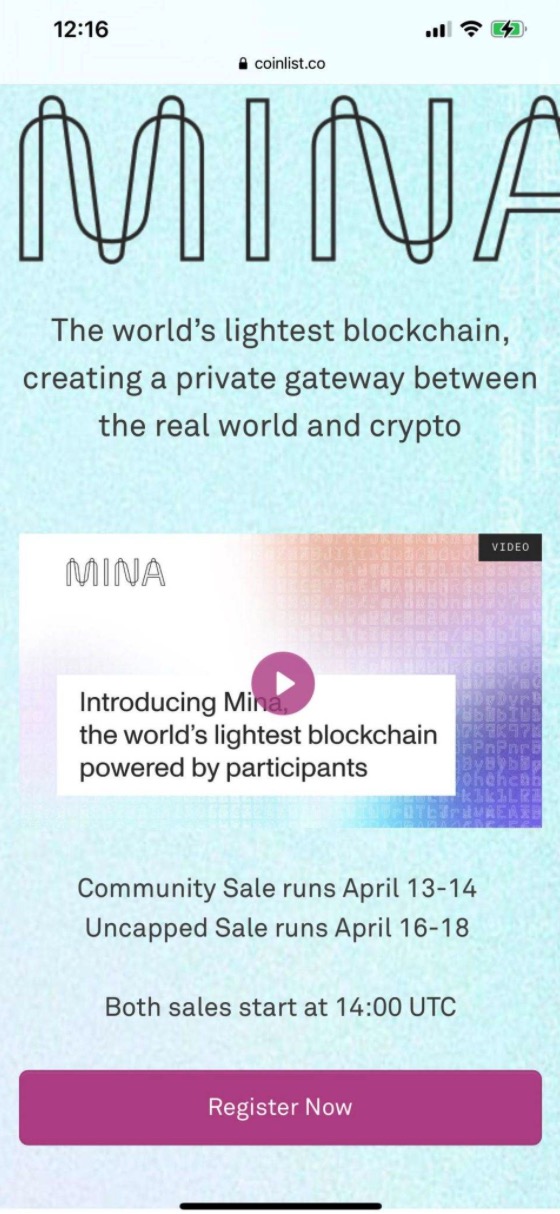 12:16
coinlist.co
MINA
The world’s lightest blockchain,
creating a private gateway between
the real world and crypto
VIDEO
MINA
Introducing Mina,
the world’s lightest blockchain
powered by participants
Community Sale runs April 13-14
Uncapped Sale runs April 16-18
Both sales start at 14:00 UTC
Register Now